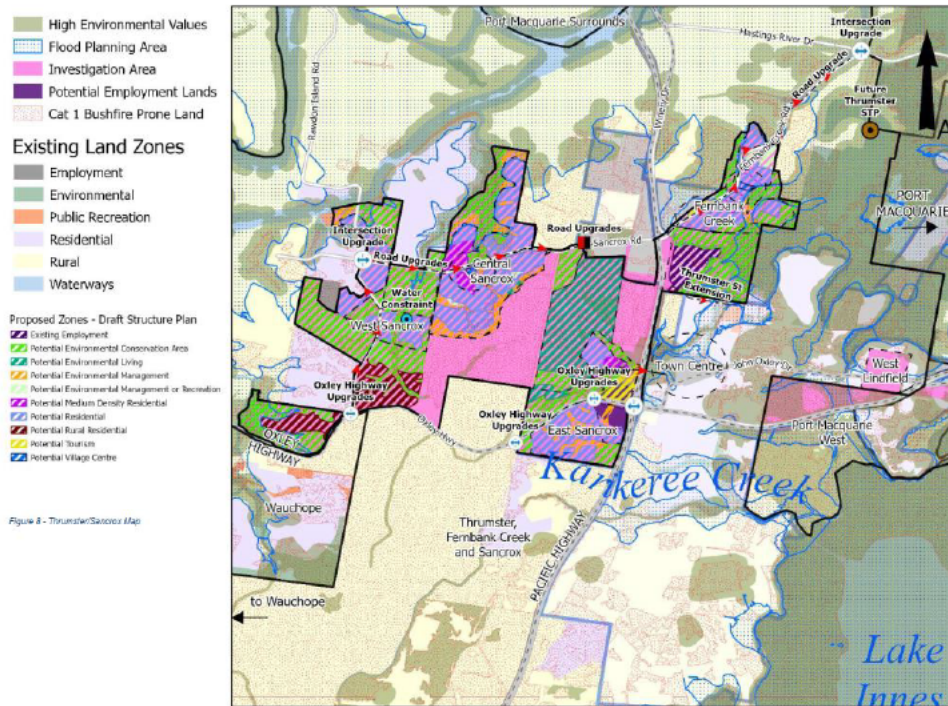 High Environmental Values
Flood Planning Area
Investigation Area
Potential Employment Lands
Cat 1 Bushfire Prone Land
Existing Land Zones
Employment
Environmental
Public Recreation
Residential
Rural
Waterways
Proposed Zones - Draft Structure Plan
Existing Employment
Potential Environmental Conservation Area
Potential Environmental Living
Potential Environmental Management
Potential Environmental Management or Recreation
Potential Medium Density Residential
Potential Residential
Potential Rural Residential
Potential Tourism
Potential Village Centre
Figure 8 - Thrumster/Sancrox Map
Port Macquarie Surrounds
Intersection
Upgrade
Hastings River Dr
Rawdon Island Rd
Road Upgrade
Future
Thrumster
STP
Fernbank Creek Rd
PORT
MACQUARIE
Fernbank
Creek
Road Upgrades
Sancrox Rd
Intersection
Upgrade
Road Upgrades
Central
Sancrox
Thrumster St
Extension
Water
Constraint
West Sancrox
Town Centre
John Oxley Dr
West
Lindfield
Oxley Highway
Upgrades
Oxley Highway
Upgrades
Oxley Hwy
Oxley Highway
Upgrades
East Sancrox
Port Macquarie
West
OXLEY
HIGHWAY
Kankeree Creek
Wauchope
Thrumster,
Fernbank Creek
and Sancrox
PACIFIC HIGHWAY
to Wauchope
Lake
Innes